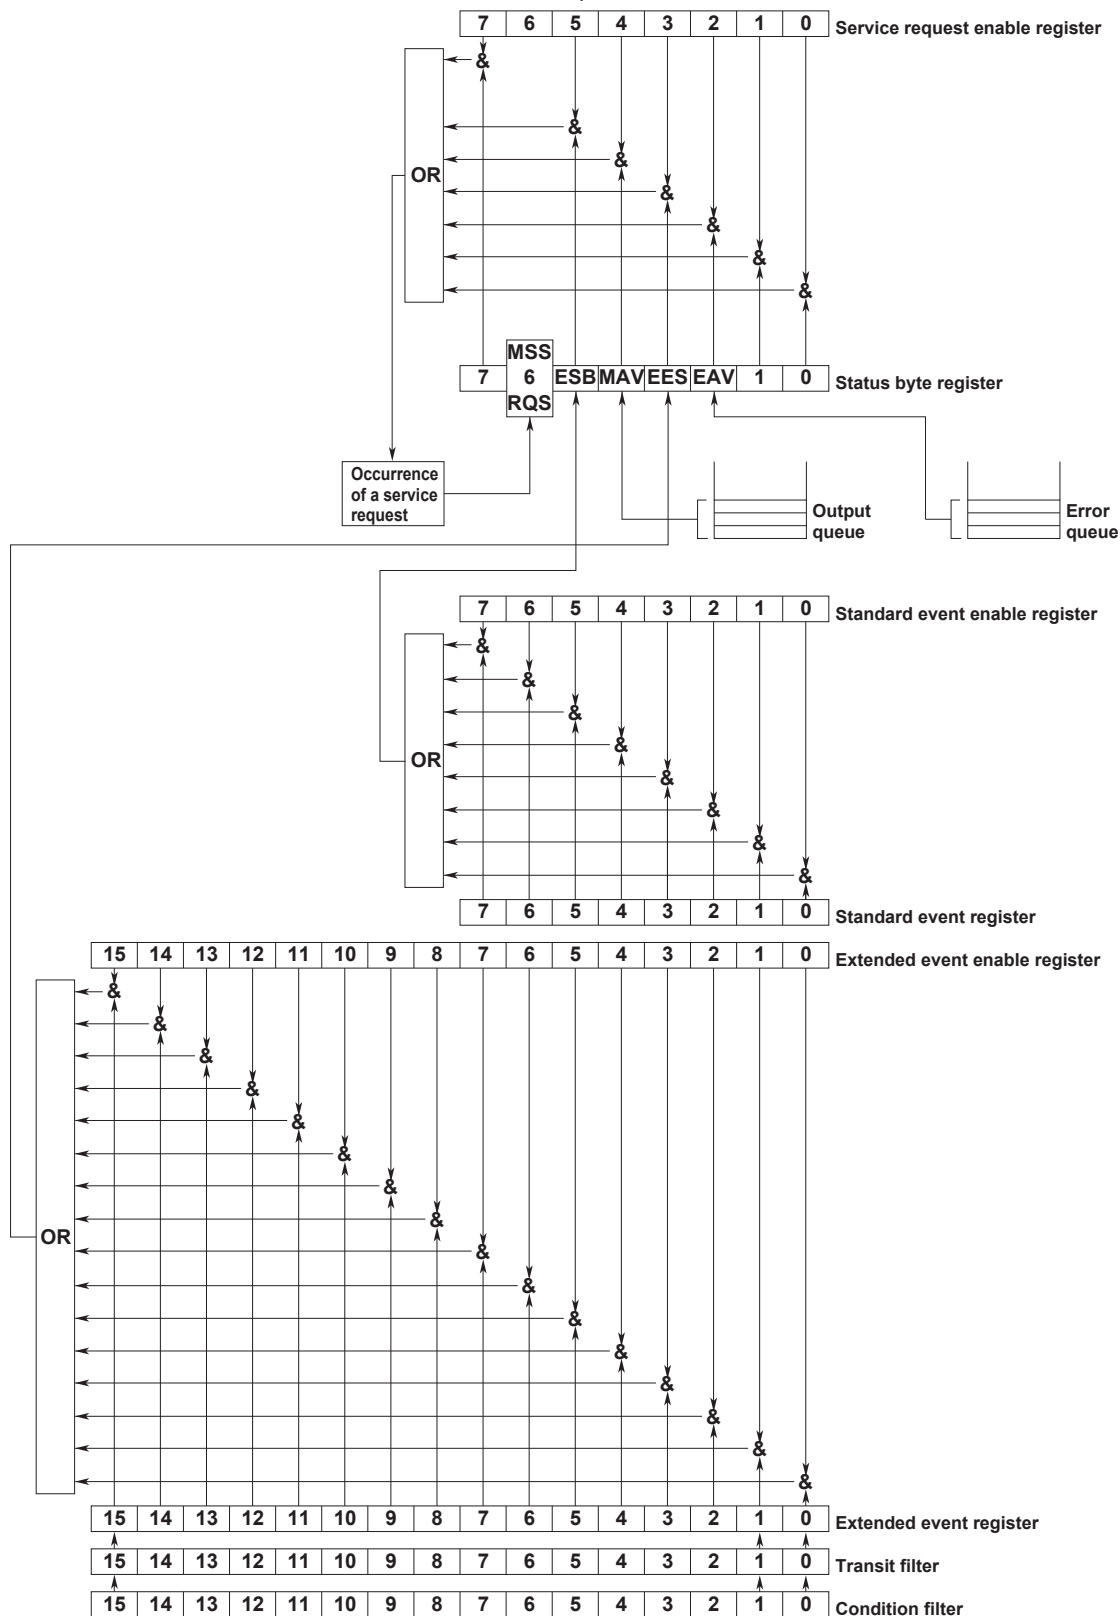 7 6 5 4 3 2 1 0 Service request enable register
&
&
&
OR
&
&
&
&
MSS
7 6 ESB MAV EES EAV 1 0 Status byte register
RQS
Occurrence
of a service
request
Output
queue
Error
queue
7 6 5 4 3 2 1 0 Standard event enable register
&
&
&
&
OR
&
&
&
&
7 6 5 4 3 2 1 0 Standard event register
15 14 13 12 11 10 9 8 7 6 5 4 3 2 1 0 Extended event enable register
&
&
&
&
&
&
&
&
OR
&
&
&
&
&
&
&
&
15 14 13 12 11 10 9 8 7 6 5 4 3 2 1 0 Extended event register
15 14 13 12 11 10 9 8 7 6 5 4 3 2 1 0 Transit filter
15 14 13 12 11 10 9 8 7 6 5 4 3 2 1 0 Condition filter